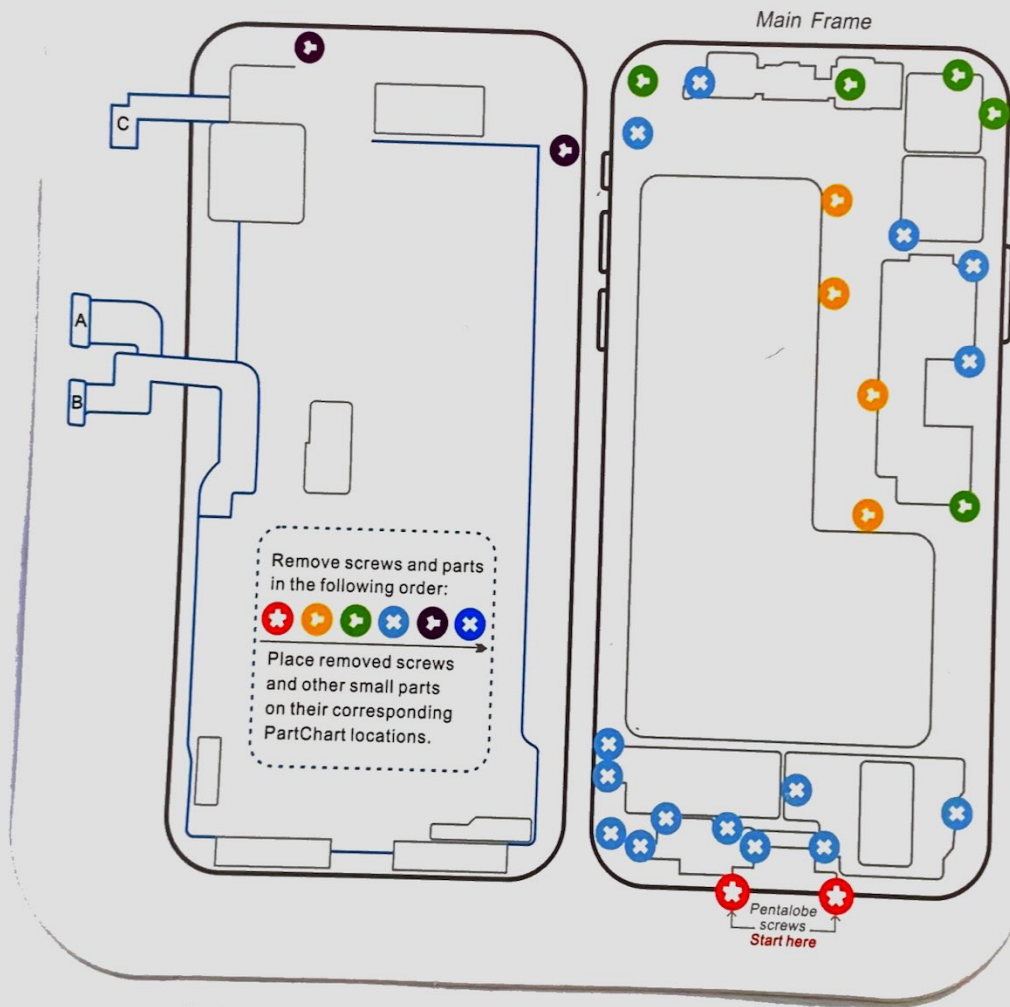 Main Frame
C
A
B
Remove screws and parts
in the following order:
Place removed screws
and other small parts
on their corresponding
PartChart locations.
Pentalobe
screws
Start here